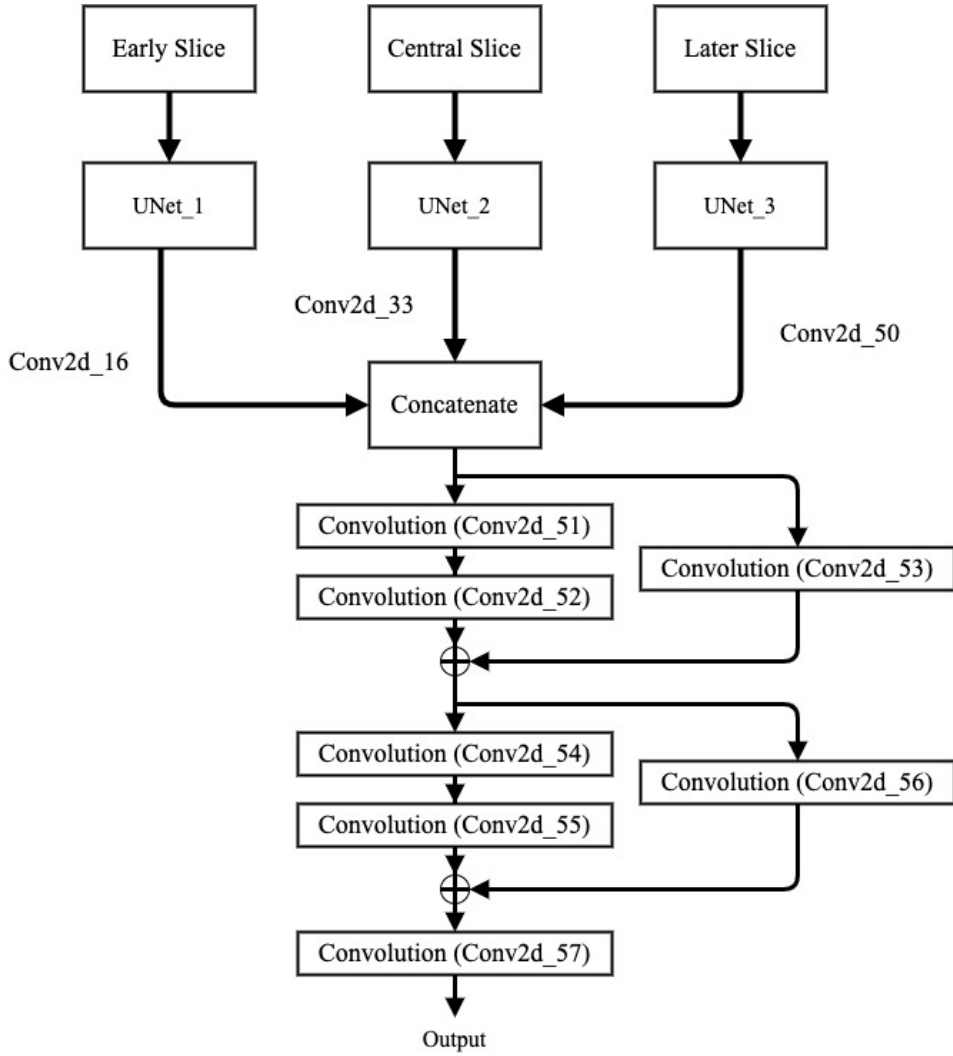 Early Slice
Central Slice
Later Slice
UNet_1
UNet_2
UNet_3
Conv2d_33
Conv2d_50
Conv2d_16
Concatenate
Convolution (Conv2d_51)
Convolution (Conv2d_53)
Convolution (Conv2d_52)
Convolution (Conv2d_54)
Convolution (Conv2d_56)
Convolution (Conv2d_55)
Convolution (Conv2d_57)
Output